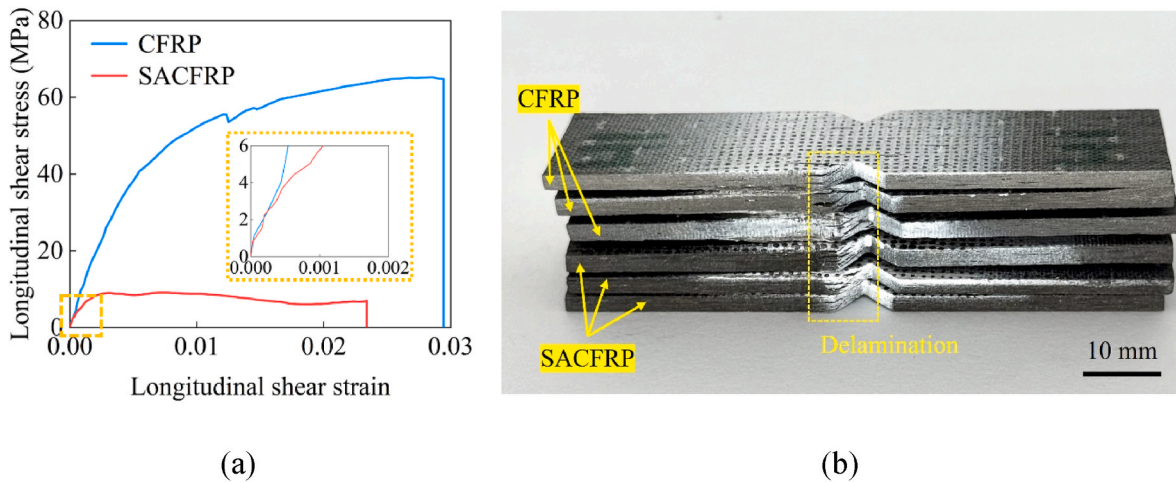 Longitudinal shear stress (MPa)
80
60
40
20
0
CFRP
SACFRP
6
4
2
0
0.000
0.001
0.002
0.00
0.01
0.02
0.03
Longitudinal shear strain
(a)
CFRP
SACFRP
Delamination
10 mm
(b)